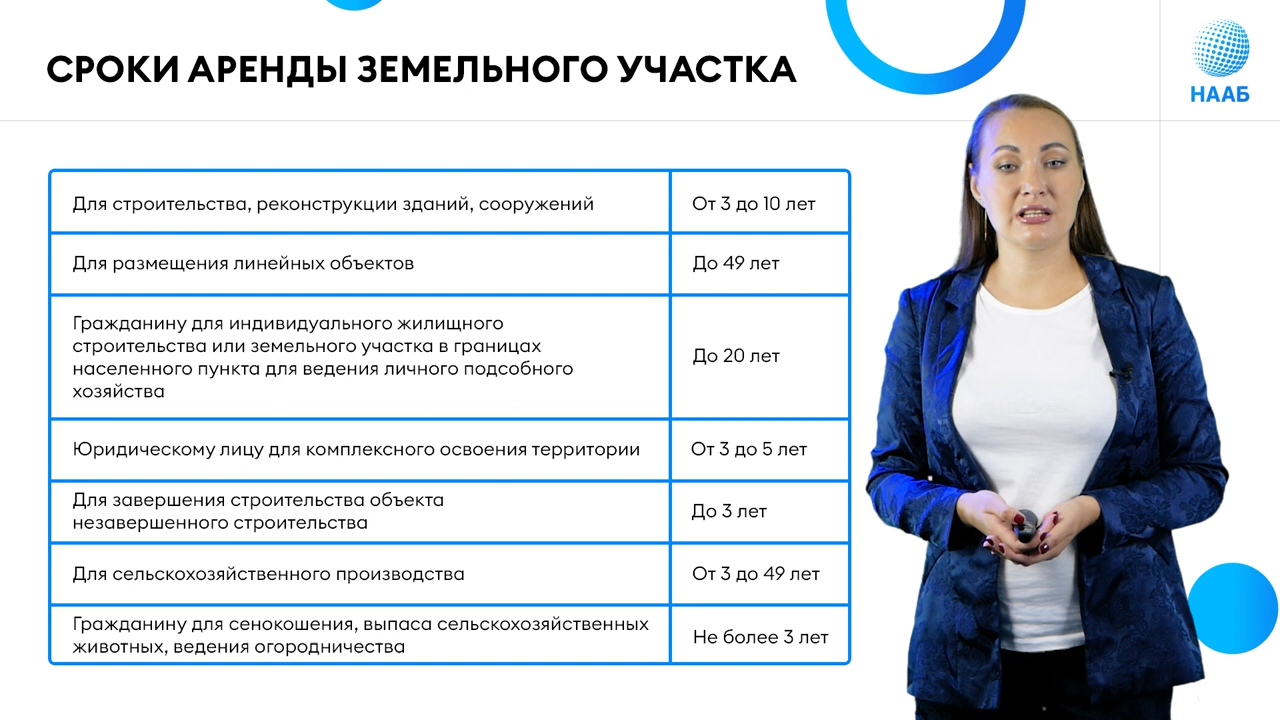 СРОКИ АРЕНДЫ ЗЕМЕЛЬНОГО УЧАСТКА
НААБ
Для строительства, реконструкции зданий, сооружений
От 3 до 10 лет
Для размещения линейных объектов
До 49 лет
Гражданину для индивидуального жилищного
строительства или земельного участка в границах
населенного пункта для ведения личного подсобного
хозяйства
До 20 лет
Юридическому лицу для комплексного освоения территории
От 3 до 5 лет
Для завершения строительства объекта
незавершенного строительства
До 3 лет
Для сельскохозяйственного производства
От 3 до 49 лет
Гражданину для сенокошения, выпаса сельскохозяйственных
животных, ведения огородничества
Не более 3 лет